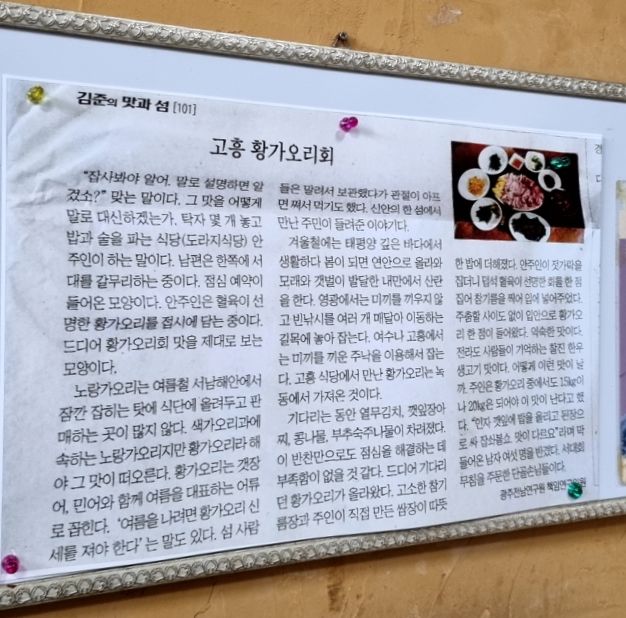 김준의 맛과 섬 [101]
고흥 황가오리회
“잡사봐야 알어. 말로 설명하면 알
겄소?” 맞는 말이다. 그 맛을 어떻게
말로 대신하겠는가. 탁자 몇 개 놓고
밥과 술을 파는 식당(도라지식당) 안
주인이 하는 말이다. 남편은 한쪽에 서
대를 갈무리하는 중이다. 점심 예약이
들어온 모양이다. 안주인은 혈육이 선
명한 황가오리를 접시에 담는 중이다.
드디어 황가오리회 맛을 제대로 보는
모양이다.
노랑가오리는 여름철 서남해안에서
잠깐 잡히는 탓에 식단에 올려두고 판
매하는 곳이 많지 않다. 색가오리과에
속하는 노랑가오리지만 황가오리라 해
야 그 맛이 떠오른다. 황가오리는 갯장
어, 민어와 함께 여름을 대표하는 어류
로 꼽힌다. ‘여름을 나려면 황가오리 신
세를 져야 한다’는 말도 있다. 섬 사람
들은 말려서 보관했다가 관절이 아프
면 쪄서 먹기도 했다. 신안의 한 섬에서
만난 주민이 들려준 이야기다.
겨울철에는 태평양 깊은 바다에서
생활하다 봄이 되면 연안으로 올라와
모래와 갯벌이 발달한 내만에서 산란
을 한다. 영광에서는 미끼를 끼우지 않
고 빈낚시를 여러 개 매달아 이동하는
길목에 놓아 잡는다. 여수나 고흥에서
는 미끼를 끼운 주낙을 이용해서 잡는
다. 고흥 식당에서 만난 황가오리는 녹
동에서 가져온 것이다.
기다리는 동안 열무김치, 깻잎장아
찌, 콩나물, 부추숙주나물이 차려졌다.
이 반찬만으로도 점심을 해결하는 데
부족함이 없을 것 같다. 드디어 기다리
던 황가오리가 올라왔다. 고소한 참기
름장과 주인이 직접 만든 쌈장이 따뜻
한 밥에 더해졌다. 안주인이 젓가락을
잡더니 덥석 혈육이 선명한 회를 한 점
집어 장기름을 찍어 입에 넣어주었다.
주춤할 사이도 없이 입안으로 황가오
리 한 점이 들어왔다. 익숙한 맛이다.
전라도 사람들이 기억하는 찰진 한우
생고기 맛이다. 어떻게 이런 맛이 날
까. 주인은 황가오리 중에서도 15kg이
나 20kg은 되어야 이 맛이 난다고 했
다. “인자 깻잎에 밥을 올리고 된장으
로 싸 잡사볼쇼. 맛이 다르요”라며 막
들어온 남자 여섯 명을 반겼다. 서대회
무침을 주문한 단골손님들이다.
광주전남연구원 책임연구위원